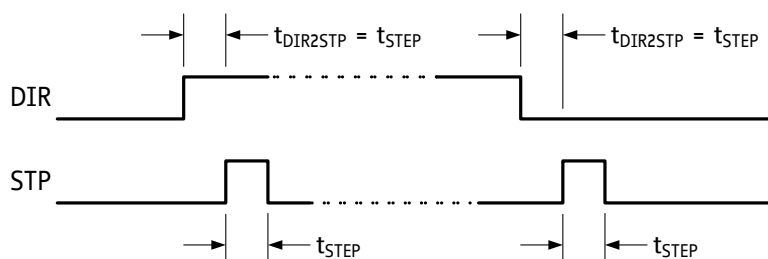 tDIR2STP = tSTEP tDIR2STP = tSTEP
DIR
STP
tSTEP tSTEP